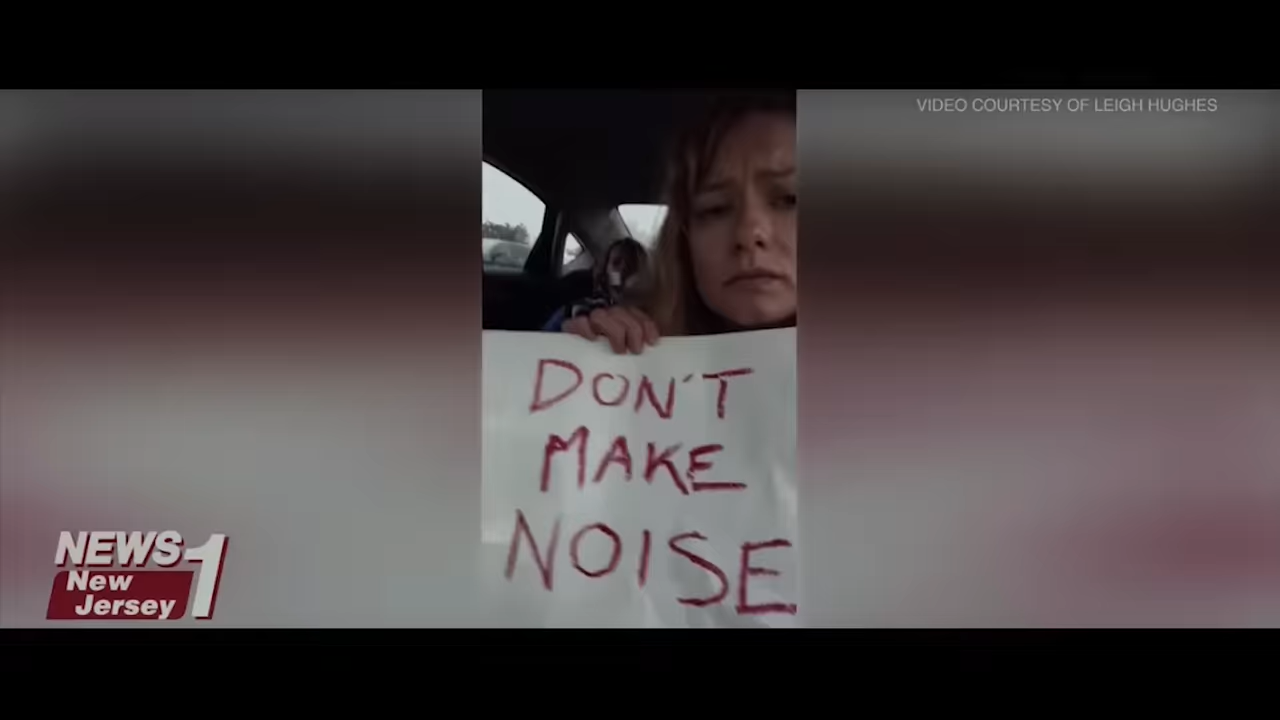 VIDEO COURTESY OF LEIGH HUGHES
DON'T
MAKE
NOISE
NEWS 1
New
Jersey